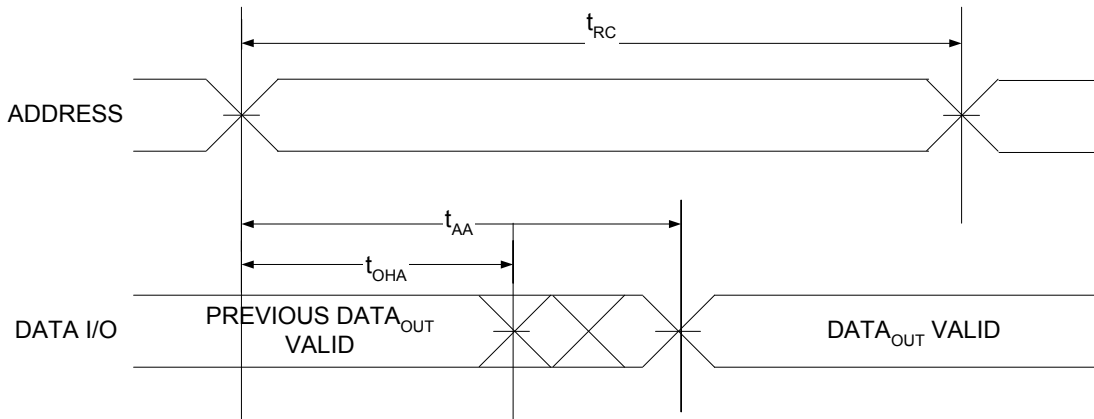 tRC
ADDRESS
tAA
tOHA
DATA I/O
PREVIOUS DATAOUT
VALID
DATAOUT VALID